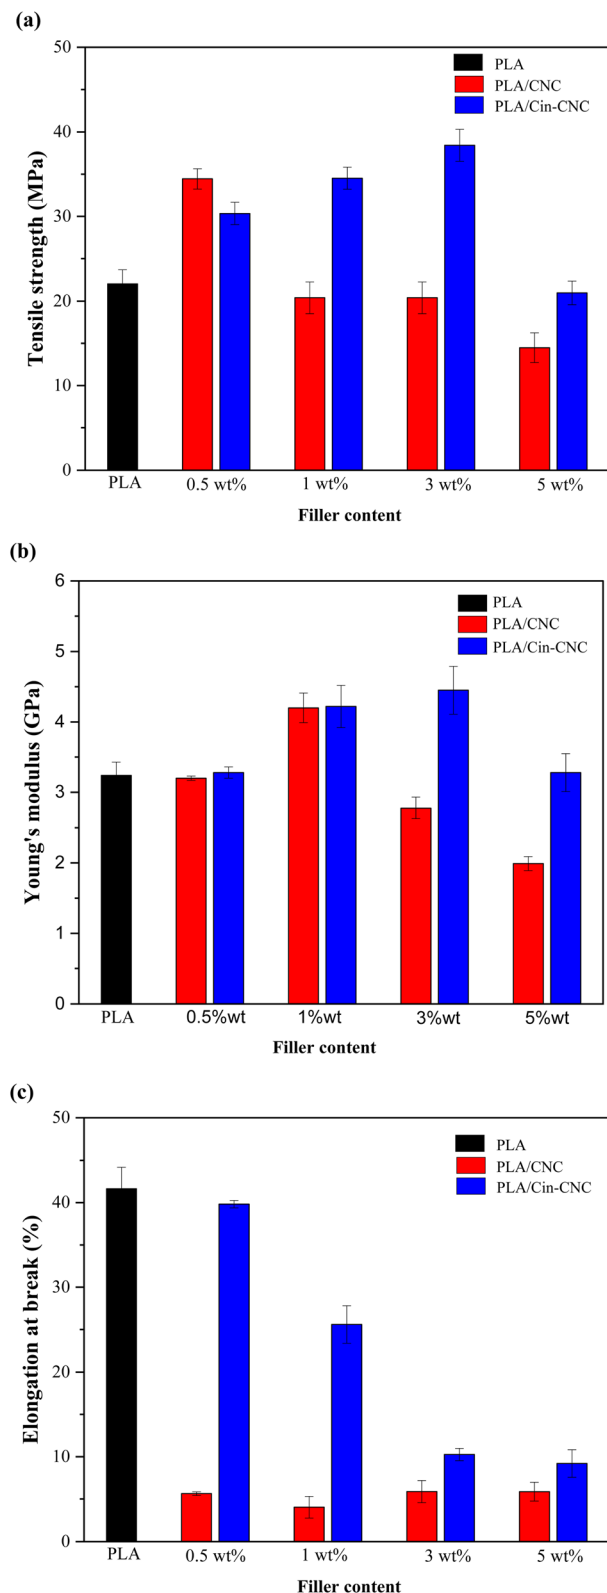 (a)
50
40
30
20
10
0
Tensile strength (MPa)
PLA
PLA/CNC
PLA/Cin-CNC
PLA
0.5 wt%
1 wt%
3 wt%
5 wt%
Filler content
(b)
6
5
4
3
2
1
0
Young's modulus (GPa)
PLA
PLA/CNC
PLA/Cin-CNC
PLA
0.5%wt
1%wt
3%wt
5%wt
Filler content
(c)
50
40
30
20
10
0
Elongation at break (%)
PLA
PLA/CNC
PLA/Cin-CNC
PLA
0.5 wt%
1 wt%
3 wt%
5 wt%
Filler content